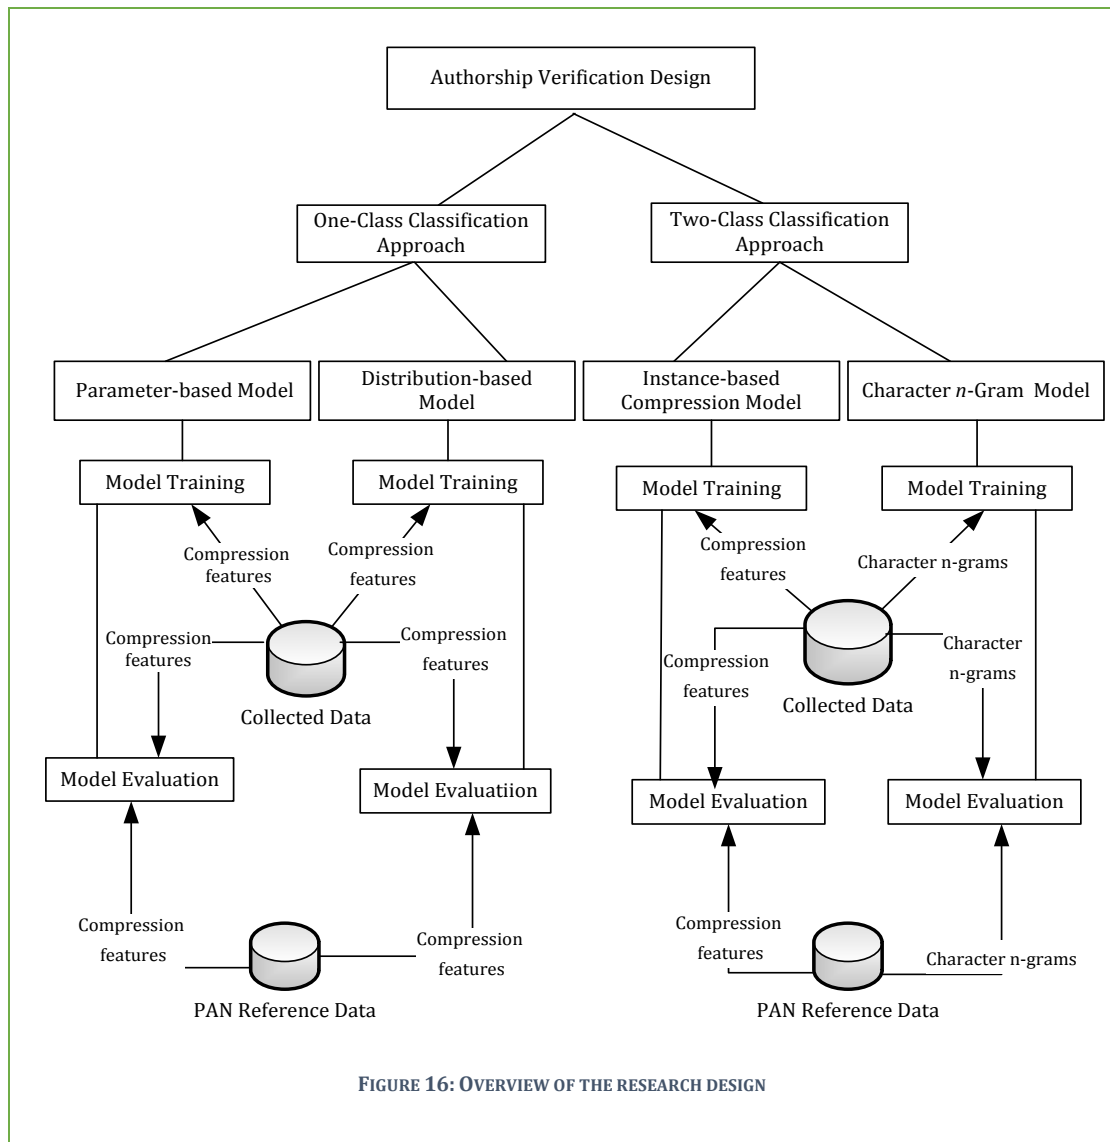 Authorship Verification Design
One-Class Classification
Approach
Two-Class Classification
Approach
Parameter-based Model
Distribution-based
Model
Instance-based
Compression Model
Character n-Gram Model
Model Training
Model Training
Model Training
Model Training
Compression
features
Compression
features
Compression
features
Character n-grams
Compression
features
Compression
features
Compression
features
Character
n-grams
Collected Data
Collected Data
Model Evaluation
Model Evaluatiion
Model Evaluation
Model Evaluation
Compression
features
Compression
features
Compression
features
Character n-grams
PAN Reference Data
PAN Reference Data
FIGURE 16: OVERVIEW OF THE RESEARCH DESIGN